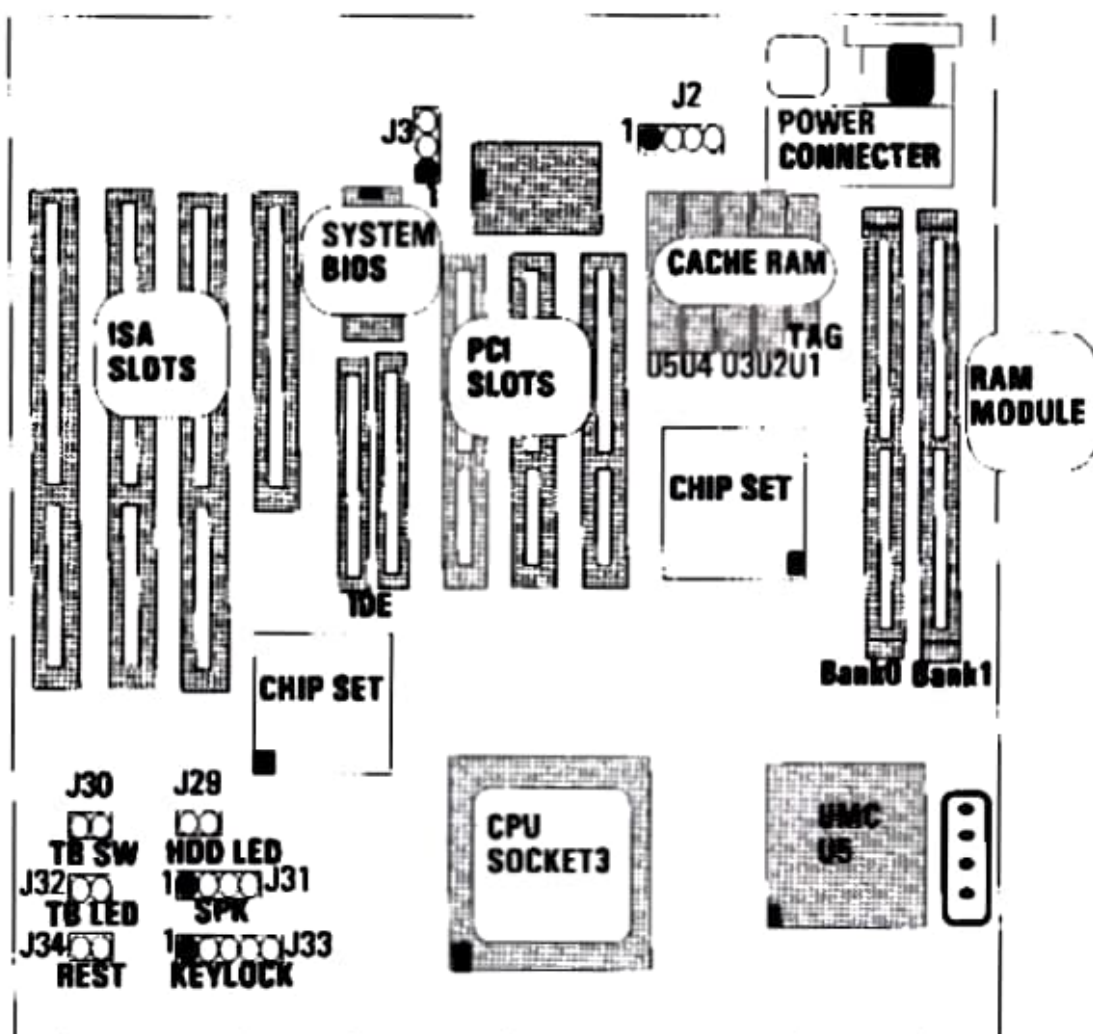 J2
J3
1
POWER
CONNECTER
SYSTEM
BIOS
CACHE RAM
ISA
SLOTS
PCI
SLOTS
TAG
U5U4 U3U2U1
RAM
MODULE
CHIP SET
IDE
Bank0 Bank1
CHIP SET
J30 J29
TB SW HDD LED
CPU
SOCKET3
UMC
U5
J32 1 J31
TB LED SPK
J34 1 J33
REST KEYLOCK